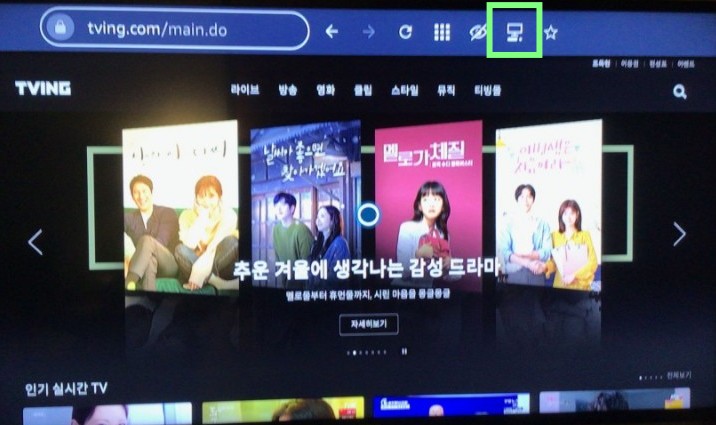 tving.com/main.do
TVING
라이브 방송 영화 클립 스타일 뮤직 티빙몰
날씨가 좋으면
찾아가겠어요
멜로가 체질
추운 겨울에 생각나는 감성 드라마
멜로물부터 휴먼물까지, 시린 마음을 몽글몽글
자세히보기
인기 실시간 TV
전체보기